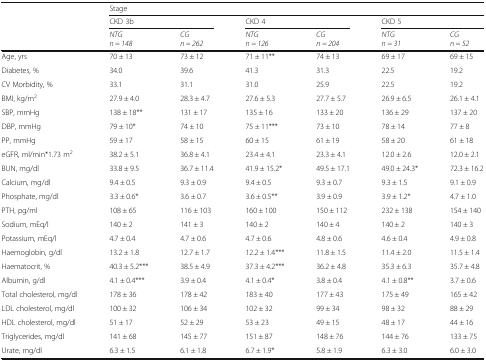 Stage
CKD 3b CKD 4 CKD 5
NTG CG NTG CG NTG CG
n = 148 n = 262 n = 126 n = 204 n = 31 n = 52
Age, yrs 70 ± 13 73 ± 12 71 ± 11** 74 ± 13 69 ± 17 69 ± 15
Diabetes, % 34.0 39.6 41.3 31.3 22.5 19.2
CV Morbidity, % 33.1 31.1 31.0 25.9 22.5 19.2
BMI, kg/m² 27.9 ± 4.0 28.3 ± 4.7 27.6 ± 5.3 27.7 ± 5.7 26.9 ± 6.5 26.1 ± 4.1
SBP, mmHg 138 ± 18** 131 ± 17 135 ± 16 133 ± 20 136 ± 29 137 ± 20
DBP, mmHg 79 ± 10* 74 ± 10 75 ± 11*** 73 ± 10 78 ± 14 77 ± 8
PP, mmHg 59 ± 17 58 ± 15 60 ± 15 61 ± 19 58 ± 20 61 ± 18
eGFR, ml/min*1.73 m² 38.2 ± 5.1 36.8 ± 4.1 23.4 ± 4.1 23.3 ± 4.1 12.0 ± 2.6 12.0 ± 2.1
BUN, mg/dl 33.8 ± 9.5 36.7 ± 11.4 41.9 ± 15.2* 49.5 ± 17.1 49.0 ± 24.3* 72.3 ± 16.2
Calcium, mg/dl 9.4 ± 0.5 9.3 ± 0.9 9.4 ± 0.5 9.3 ± 0.7 9.3 ± 1.5 9.1 ± 0.9
Phosphate, mg/dl 3.3 ± 0.6* 3.6 ± 0.7 3.6 ± 0.5** 3.9 ± 0.9 3.9 ± 1.2* 4.7 ± 1.0
PTH, pg/ml 108 ± 65 116 ± 103 160 ± 100 150 ± 112 232 ± 138 154 ± 140
Sodium, mEq/l 140 ± 2 141 ± 3 140 ± 2 140 ± 4 140 ± 2 140 ± 3
Potassium, mEq/l 4.7 ± 0.4 4.7 ± 0.6 4.7 ± 0.6 4.8 ± 0.6 4.6 ± 0.4 4.9 ± 0.8
Haemoglobin, g/dl 13.2 ± 1.8 12.7 ± 1.7 12.2 ± 1.4*** 11.8 ± 1.5 11.4 ± 2.0 11.5 ± 1.4
Haematocrit, % 40.3 ± 5.2*** 38.5 ± 4.9 37.3 ± 4.2*** 36.2 ± 4.8 35.3 ± 6.3 35.7 ± 4.8
Albumin, g/dl 4.1 ± 0.4*** 3.9 ± 0.4 4.1 ± 0.4* 3.8 ± 0.4 4.1 ± 0.8** 3.7 ± 0.6
Total cholesterol, mg/dl 178 ± 36 178 ± 42 183 ± 40 177 ± 43 175 ± 49 165 ± 42
LDL cholesterol, mg/dl 100 ± 32 106 ± 34 102 ± 32 99 ± 34 98 ± 32 88 ± 29
HDL cholesterol, mg/dl 51 ± 17 52 ± 29 53 ± 23 49 ± 15 48 ± 17 44 ± 16
Triglycerides, mg/dl 141 ± 68 145 ± 77 151 ± 87 148 ± 76 144 ± 76 133 ± 75
Urate, mg/dl 6.3 ± 1.5 6.1 ± 1.8 6.7 ± 1.9* 5.8 ± 1.9 6.3 ± 3.0 6.0 ± 3.0